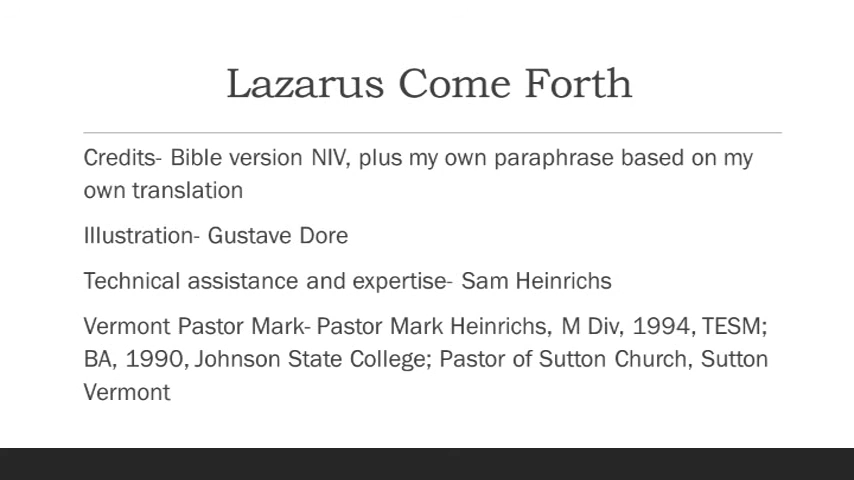 Lazarus Come Forth
Credits- Bible version NIV, plus my own paraphrase based on my
own translation
Illustration- Gustave Dore
Technical assistance and expertise- Sam Heinrichs
Vermont Pastor Mark- Pastor Mark Heinrichs, M Div, 1994, TESM;
BA, 1990, Johnson State College; Pastor of Sutton Church, Sutton
Vermont